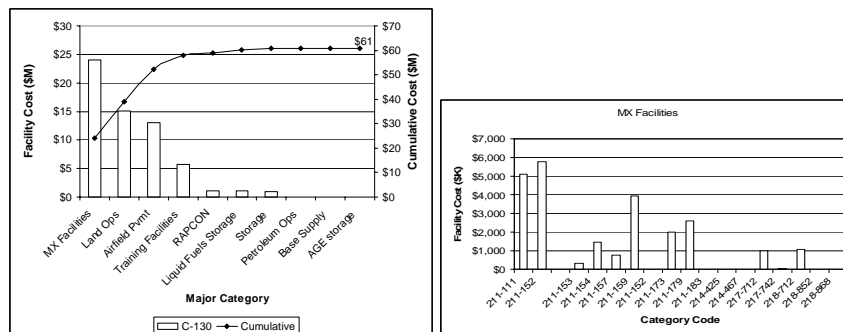 $30
$25
$20
$15
$10
$5
$0
Facility Cost ($M)
$70
$60
$50
$40
$30
$20
$10
$0
Cumulative Cost ($M)
$61
MX Facilities
Land Ops
Airfield Pvmt
Training Facilities
RAPCON
Liquid Fuels Storage
Storage
Petroleum Ops
Base Supply
AGE storage
Major Category
C-130
Cumulative
MX Facilities
$7,000
$6,000
$5,000
$4,000
$3,000
$2,000
$1,000
$0
Facility Cost ($K)
211-111
211-152
211-153
211-154
211-157
211-159
211-152
211-173
211-179
211-183
214-425
214-467
217-712
217-742
218-712
218-852
218-868
Category Code